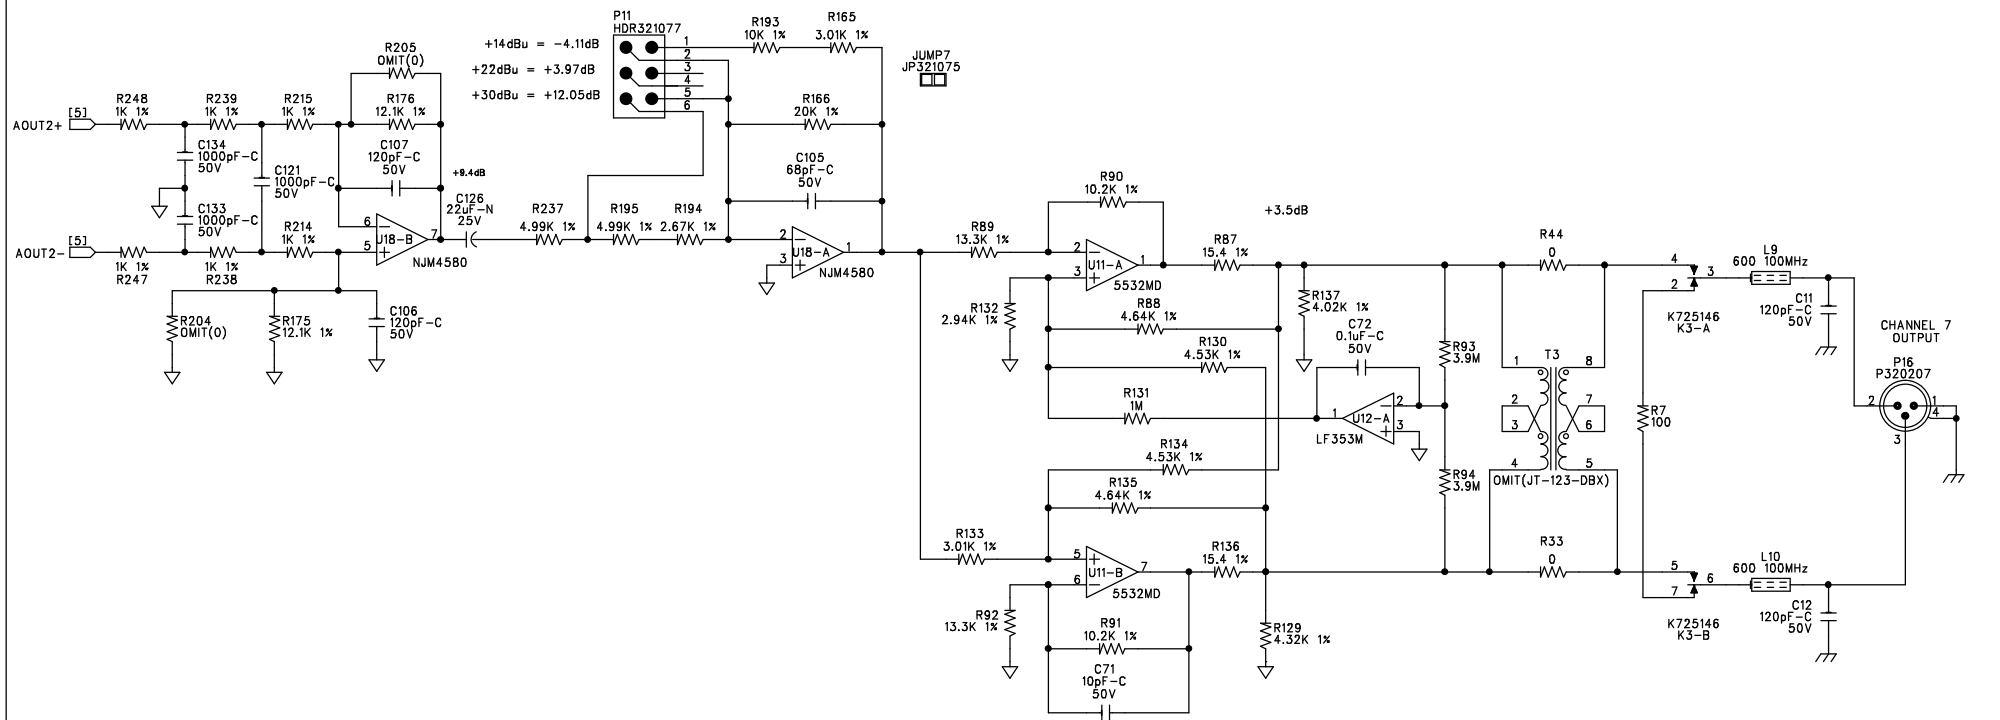 P11
HDR321077
+14dBu = -4.11dB
+22dBu = +3.97dB
+30dBu = +12.05dB
1
2
3
4
5
6
R193
10K 1%
R165
3.01K 1%
JUMP7
JP321075
R205
OMIT(0)
R248
1K 1%
R239
1K 1%
R215
1K 1%
R176
12.1K 1%
R166
20K 1%
AOUT2+
[5]
C134
1000pF-C
50V
C107
120pF-C
50V
C121
1000pF-C
50V
C105
68pF-C
50V
+9.4dB
C133
1000pF-C
50V
C126
22uF-N
25V
R237
4.99K 1%
R195
4.99K 1%
R194
2.67K 1%
AOUT2-
[5]
R214
1K 1%
6
5
7
U18-B
NJM4580
1K 1%
R247
1K 1%
R238
2
3
1
U18-A
NJM4580
R204
OMIT(0)
R175
12.1K 1%
C106
120pF-C
50V
R90
10.2K 1%
+3.5dB
R89
13.3K 1%
2
3
1
U11-A
5532MD
R87
15.4 1%
R132
2.94K 1%
R88
4.64K 1%
R137
4.02K 1%
R130
4.53K 1%
C72
0.1uF-C
50V
R93
3.9M
R131
1M
1
2
3
U12-A
LF353M
R134
4.53K 1%
R135
4.64K 1%
R94
3.9M
R133
3.01K 1%
5
6
7
U11-B
5532MD
R136
15.4 1%
R92
13.3K 1%
R91
10.2K 1%
C71
10pF-C
50V
R129
4.32K 1%
R44
0
T3
1
8
2
7
3
6
4
5
OMIT(JT-123-DBX)
R33
0
R7
100
4
3
2
K725146
K3-A
L9
600 100MHz
C11
120pF-C
50V
CHANNEL 7
OUTPUT
P16
P320207
2
1
4
3
5
6
7
K725146
K3-B
L10
600 100MHz
C12
120pF-C
50V